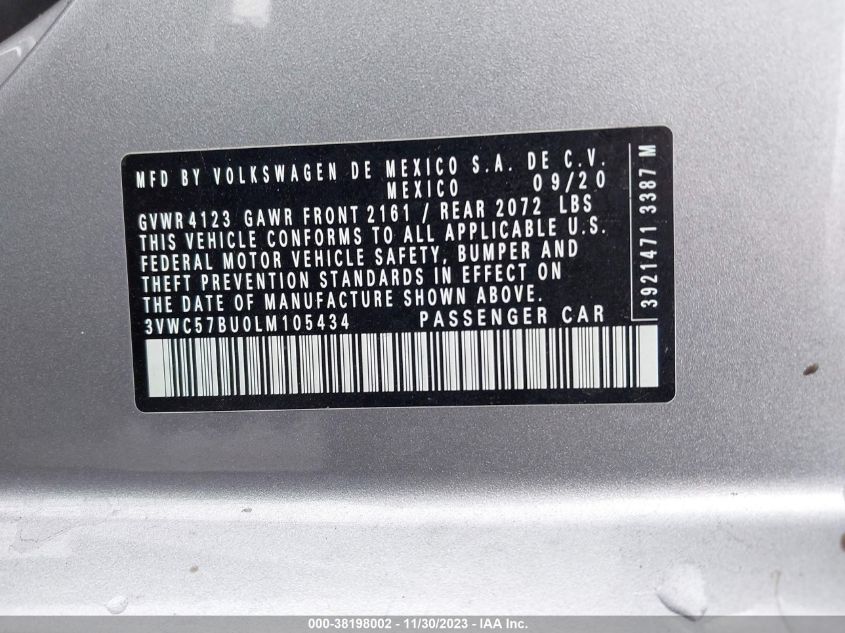 MFD BY VOLKSWAGEN DE MEXICO S.A. DE C.V.
MEXICO 09/20
GVWR 4123 GAWR FRONT 2161 / REAR 2072 LBS
THIS VEHICLE CONFORMS TO ALL APPLICABLE U.S.
FEDERAL MOTOR VEHICLE SAFETY, BUMPER AND
THEFT PREVENTION STANDARDS IN EFFECT ON
THE DATE OF MANUFACTURE SHOWN ABOVE.
3VWC57BU0LM105434 PASSENGER CAR
3921471 3387 M
000-38198002 - 11/30/2023 - IAA Inc.